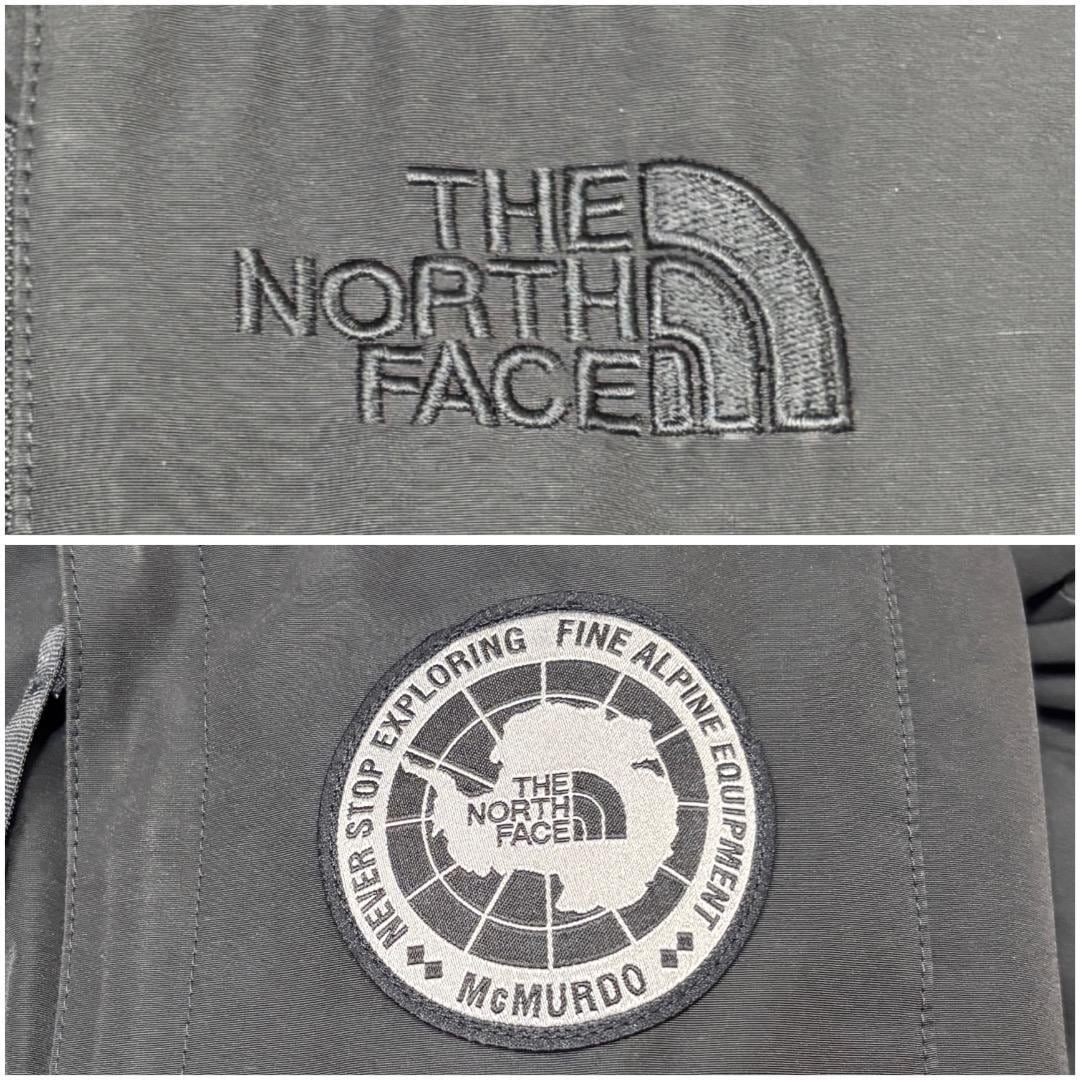 THE
NORTH
FACE
NEVER STOP EXPLORING
FINE ALPINE EQUIPMENT
THE
NORTH
FACE
McMURDO